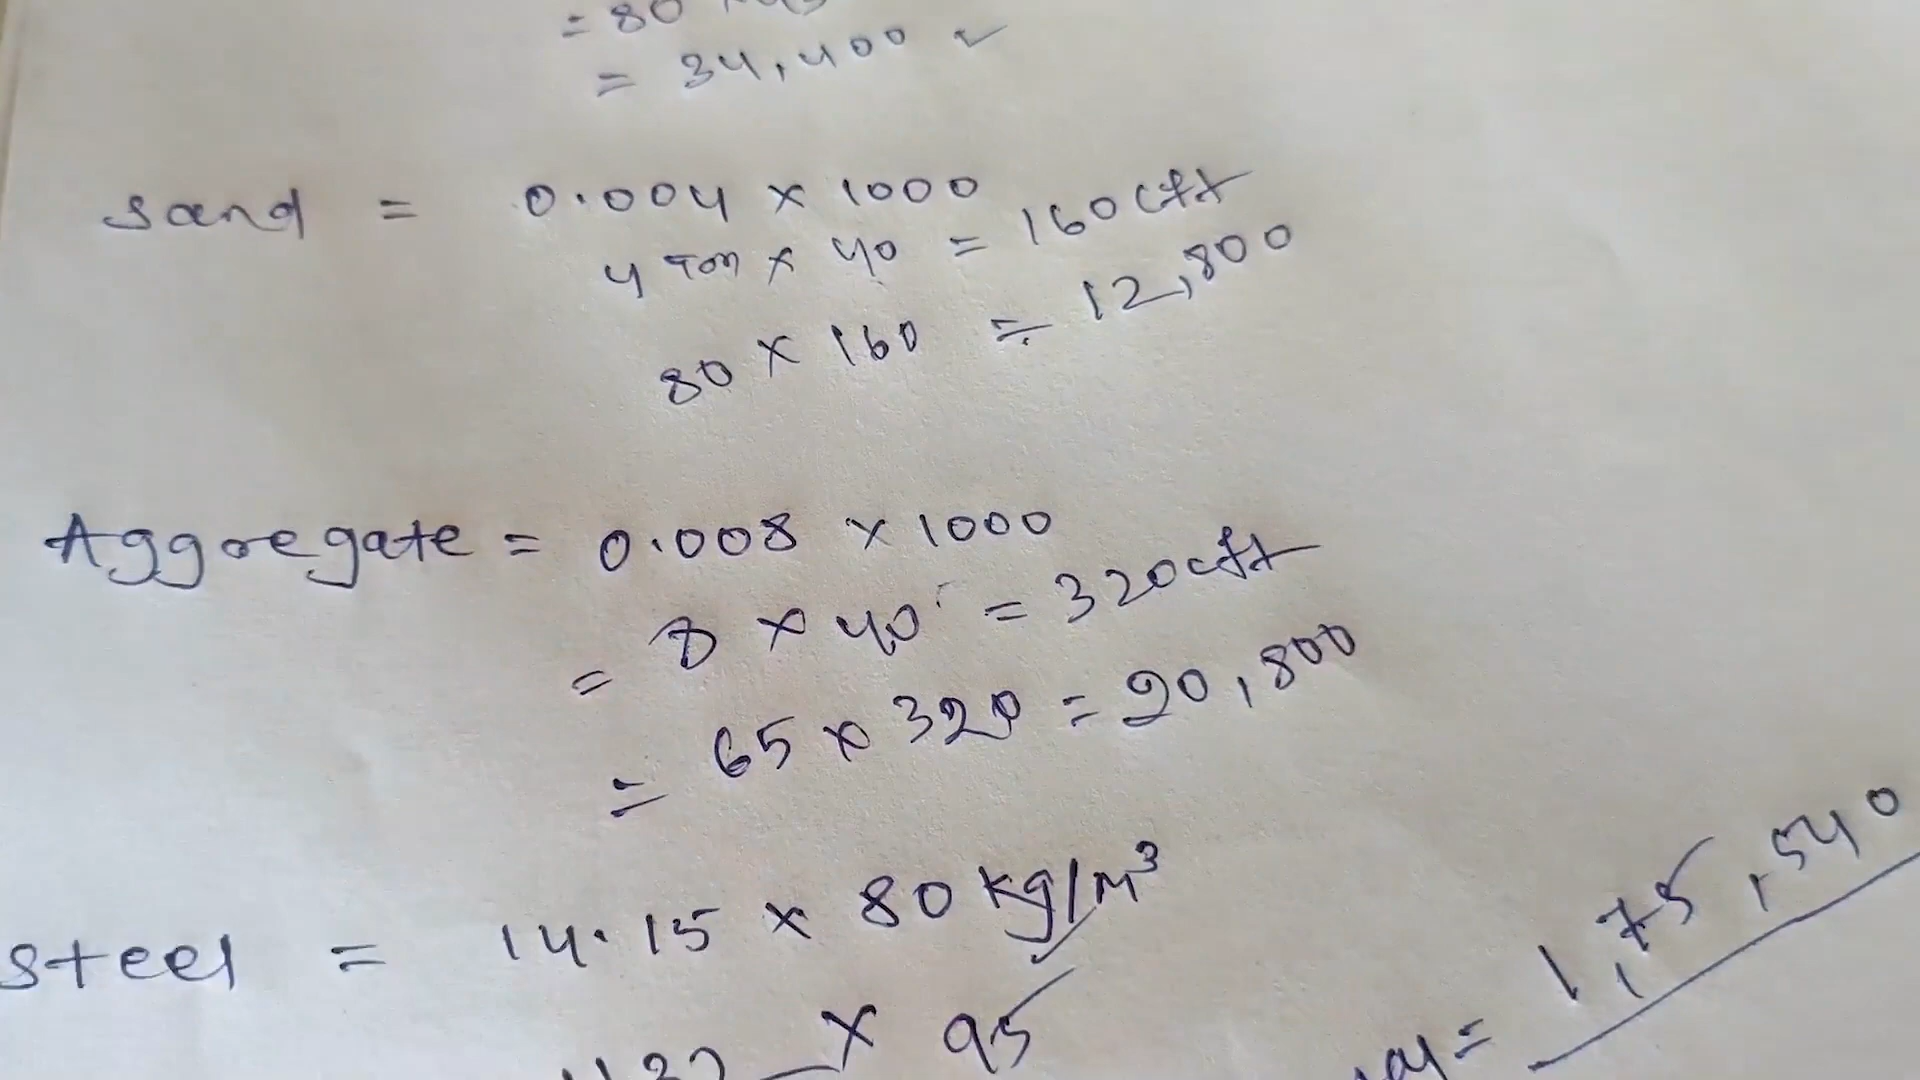 = 80
= 34,400 ✓
sand = 0.004 x 1000
4 Ton x 40 = 160 cft
80 x 160 = 12,800
Aggregate = 0.008 x 1000
= 8 x 40 = 320 cft
= 65 x 320 = 20,800
steel = 14.15 x 80 kg/m³
x 95
= 1,75,540